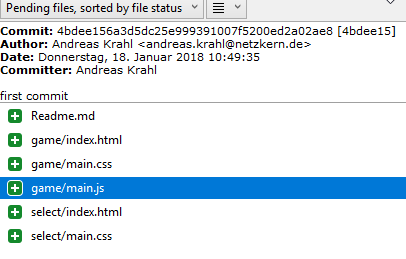 Pending files, sorted by file status
Commit: 4bdee156a3d5dc25e999391007f5200ed2a02ae8 [4bdee15]
Author: Andreas Krahl <andreas.krahl@netzkern.de>
Date: Donnerstag, 18. Januar 2018 10:49:35
Committer: Andreas Krahl
first commit
Readme.md
game/index.html
game/main.css
game/main.js
select/index.html
select/main.css